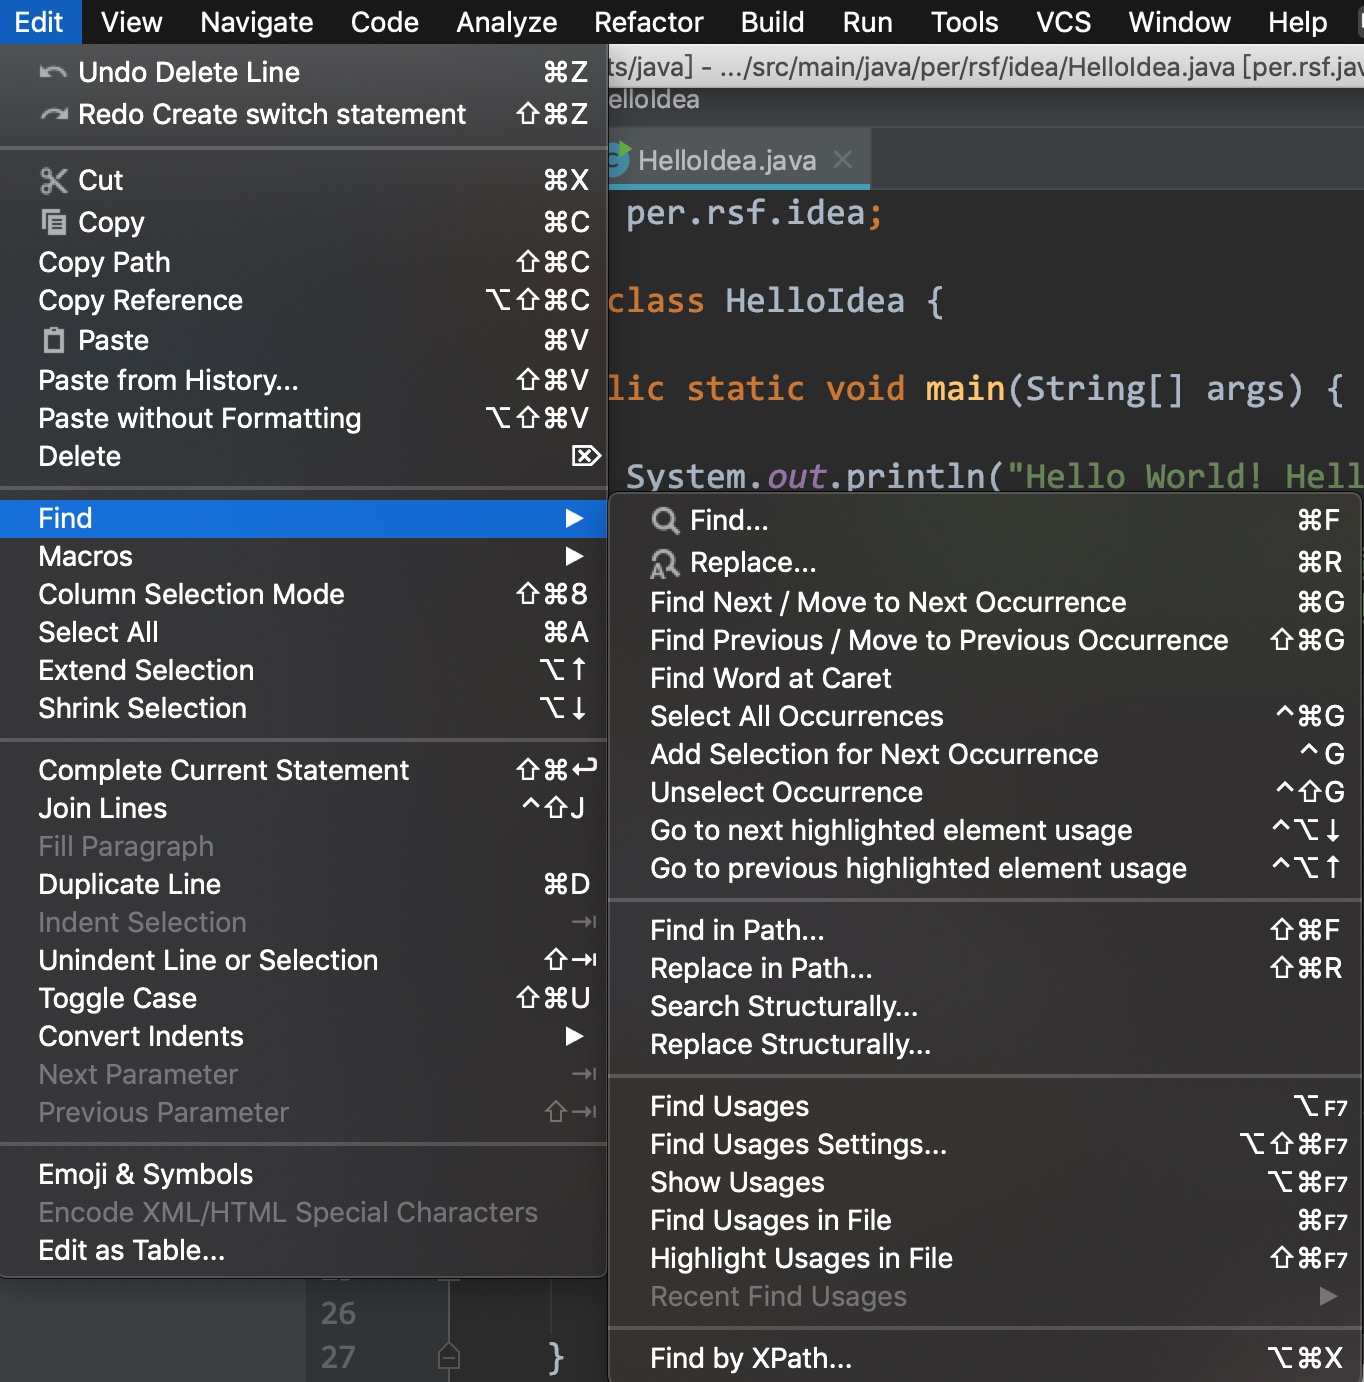 Edit View Navigate Code Analyze Refactor Build Run Tools VCS Window Help
Undo Delete Line ⌘Z
Redo Create switch statement ⇧⌘Z
Cut ⌘X
Copy ⌘C
Copy Path ⇧⌘C
Copy Reference ⌥⇧⌘C
Paste ⌘V
Paste from History... ⇧⌘V
Paste without Formatting ⌥⇧⌘V
Delete ⌦
Find ▶
Macros ▶
Column Selection Mode ⇧⌘8
Select All ⌘A
Extend Selection ⌥↑
Shrink Selection ⌥↓
Complete Current Statement ⇧⌘↩
Join Lines ^⇧J
Fill Paragraph
Duplicate Line ⌘D
Indent Selection ⇥
Unindent Line or Selection ⇧⇥
Toggle Case ⇧⌘U
Convert Indents ▶
Next Parameter ⇥
Previous Parameter ⇧⇥
Emoji & Symbols
Encode XML/HTML Special Characters
Edit as Table...
ts/java] - .../src/main/java/per/rsf/idea/HelloIdea.java [per.rsf.jav
elloIdea
HelloIdea.java
per.rsf.idea;
class HelloIdea {
lic static void main(String[] args) {
System.out.println("Hello World! Hell
Find... ⌘F
Replace... ⌘R
Find Next / Move to Next Occurrence ⌘G
Find Previous / Move to Previous Occurrence ⇧⌘G
Find Word at Caret
Select All Occurrences ^⌘G
Add Selection for Next Occurrence ^G
Unselect Occurrence ^⇧G
Go to next highlighted element usage ^⌥↓
Go to previous highlighted element usage ^⌥↑
Find in Path... ⇧⌘F
Replace in Path... ⇧⌘R
Search Structurally...
Replace Structurally...
Find Usages ⌥F7
Find Usages Settings... ⌥⇧⌘F7
Show Usages ⌥⌘F7
Find Usages in File ⌘F7
Highlight Usages in File ⇧⌘F7
Recent Find Usages ▶
Find by XPath... ⌥⌘X
26
27 }